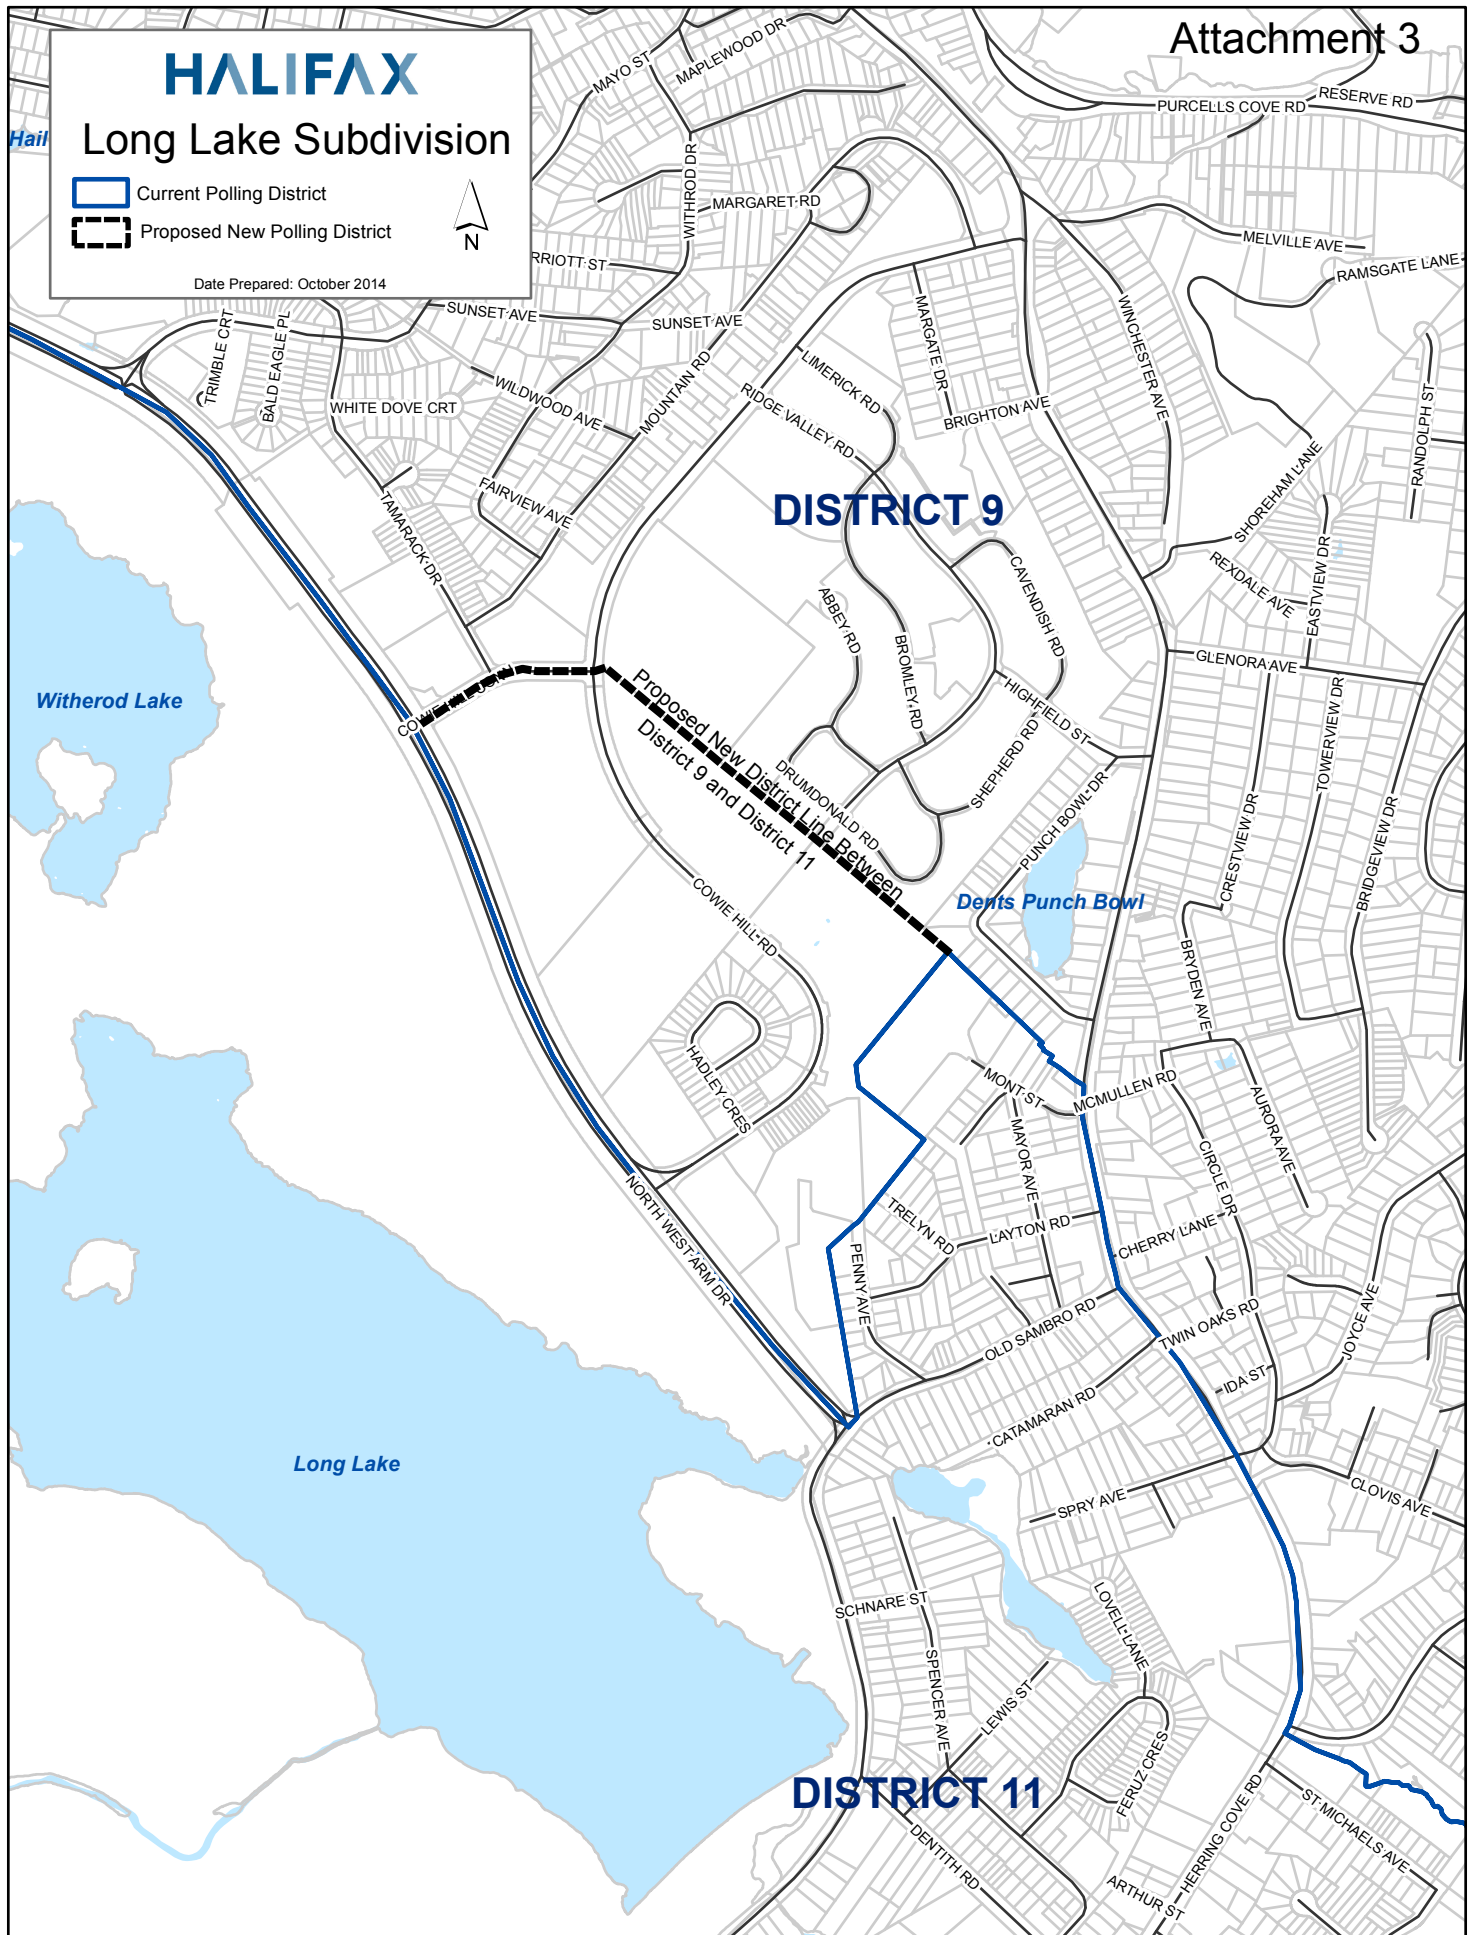 Attachment 3
HALIFAX
Long Lake Subdivision
Current Polling District
Proposed New Polling District
N
Date Prepared: October 2014
Hail
MAYO ST
MAPLEWOOD DR
PURCELLS COVE RD
RESERVE RD
WITHROD DR
MARGARET RD
MELVILLE AVE
RAMSGATE LANE
RRIOTT ST
SUNSET AVE
SUNSET AVE
TRIMBLE CRT
BALD EAGLE PL
WHITE DOVE CRT
WILDWOOD AVE
MOUNTAIN RD
FAIRVIEW AVE
TAMARACK DR
MARGATE DR
LIMERICK RD
RIDGE VALLEY RD
BRIGHTON AVE
WINCHESTER AVE
RANDOLPH ST
SHOREHAM LANE
DISTRICT 9
REXDALE AVE
EASTVIEW DR
CAVENDISH RD
ABBEY RD
BROMLEY RD
GLENORA AVE
HIGHFIELD ST
SHEPHERD RD
TOWERVIEW DR
Witherod Lake
Proposed New District Line Between
District 9 and District 11
DRUMDONALD RD
PUNCH BOWL DR
CRESTVIEW DR
BRIDGEVIEW DR
Dents Punch Bowl
COWIE HILL RD
BRYDEN AVE
HADLEY CRES
MONT ST
MCMULLEN RD
MAYOR AVE
AURORA AVE
CIRCLE DR
NORTH WEST ARM DR
TRELYN RD
LAYTON RD
CHERRY LANE
PENNY AVE
OLD SAMBRO RD
TWIN OAKS RD
JOYCE AVE
IDA ST
CATAMARAN RD
Long Lake
SPRY AVE
CLOVIS AVE
SCHNARE ST
LOVELL LANE
SPENCER AVE
LEWIS ST
FERUZ CRES
DISTRICT 11
HERRING COVE RD
ST MICHAELS AVE
DENTITH RD
ARTHUR ST